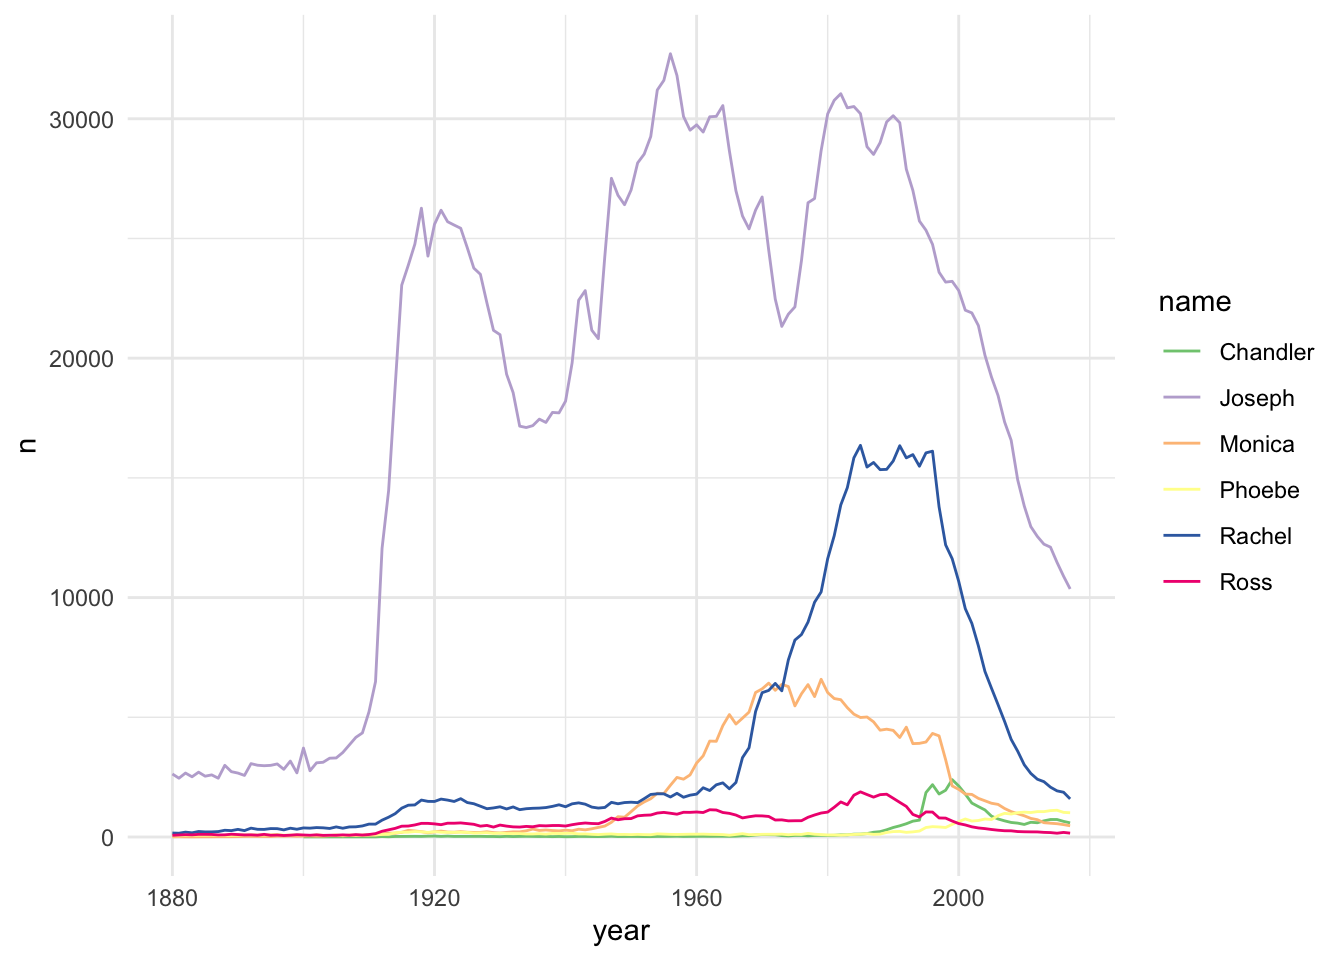 30000
20000
10000
0
n
1880 1920 1960 2000
year
name
Chandler
Joseph
Monica
Phoebe
Rachel
Ross